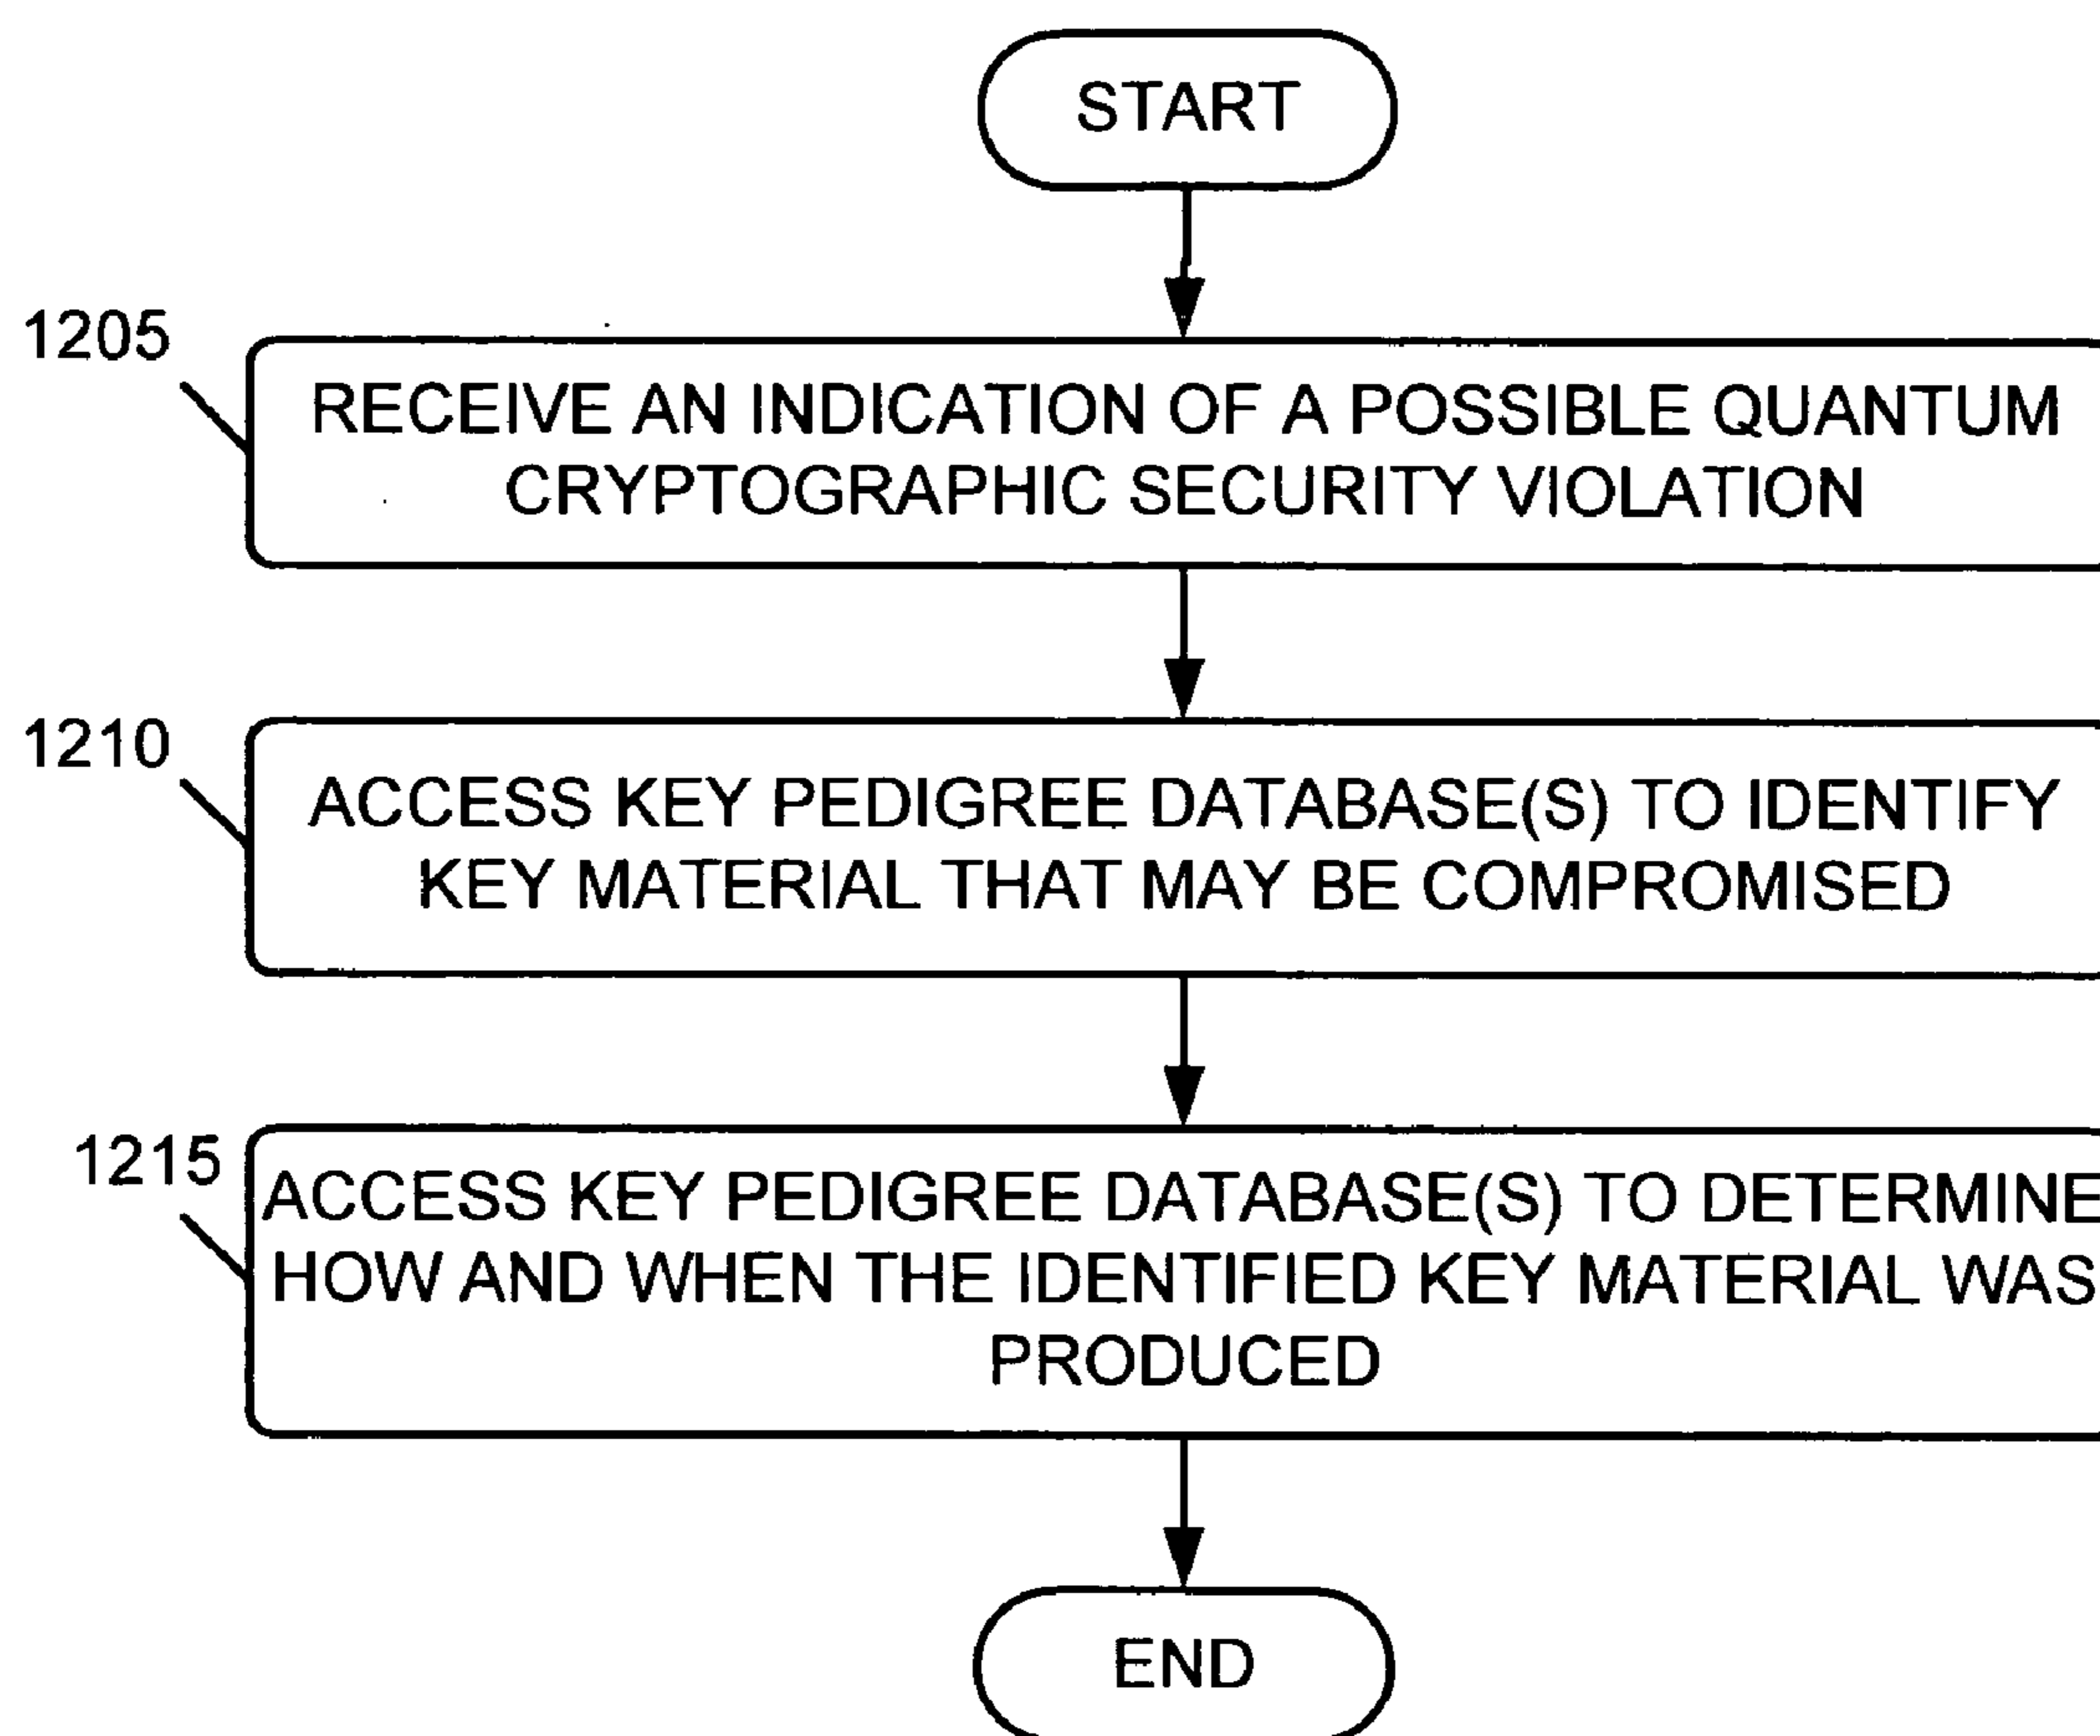 START
1205
RECEIVE AN INDICATION OF A POSSIBLE QUANTUM
CRYPTOGRAPHIC SECURITY VIOLATION
1210
ACCESS KEY PEDIGREE DATABASE(S) TO IDENTIFY
KEY MATERIAL THAT MAY BE COMPROMISED
1215
ACCESS KEY PEDIGREE DATABASE(S) TO DETERMINE
HOW AND WHEN THE IDENTIFIED KEY MATERIAL WAS
PRODUCED
END